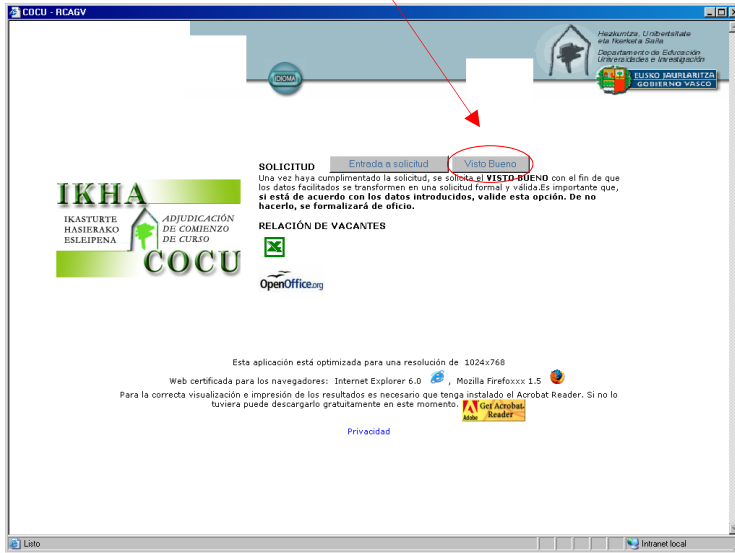 COCU - RCAGV
Hezkuntza, Unibertsitate
eta Ikerketa Saila
Departamento de Educación
Universidades e Investigación
IDIOMA
EUSKO JAURLARITZA
GOBIERNO VASCO
SOLICITUD Entrada a solicitud Visto Bueno
Una vez haya cumplimentado la solicitud, se solicita el VISTO BUENO con el fin de que
los datos facilitados se transformen en una solicitud formal y válida.Es importante que,
si está de acuerdo con los datos introducidos, valide esta opción. De no
hacerlo, se formalizará de oficio.
IKHA
IKASTURTE
HASIERAKO
ESLEIPENA
ADJUDICACIÓN
DE COMIENZO
DE CURSO
COCU
RELACIÓN DE VACANTES
OpenOffice.org
Esta aplicación está optimizada para una resolución de 1024x768
Web certificada para los navegadores: Internet Explorer 6.0 , Mozilla Firefoxxx 1.5
Para la correcta visualización e impresión de los resultados es necesario que tenga instalado el Acrobat Reader. Si no lo
tuviera puede descargarlo gratuitamente en este momento.
Get Acrobat
Reader
Adobe
Privacidad
Listo
Intranet local